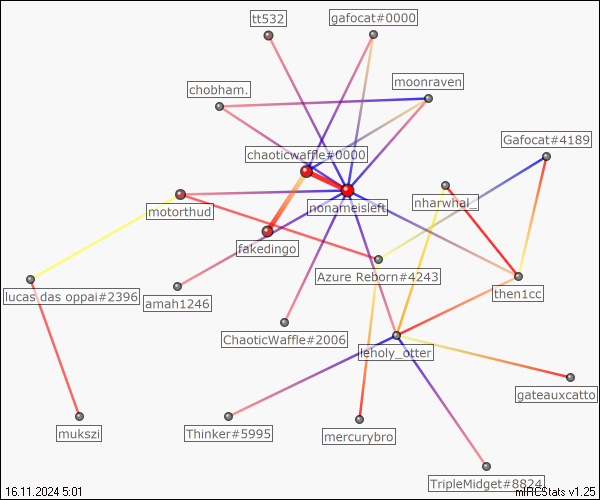 tt532
gafocat#0000
moonraven
chobham.
Gafocat#4189
chaoticwaffle#0000
nharwhal_
nonameisleft
motorthud
fakedingo
Azure Reborn#4243
then1cc
lucas das oppai#2396
amah1246
ChaoticWaffle#2006
leholy_otter
gateauxcatto
mukszi
Thinker#5995
mercurybro
TripleMidget#8824
16.11.2024 5:01
mIRCStats v1.25